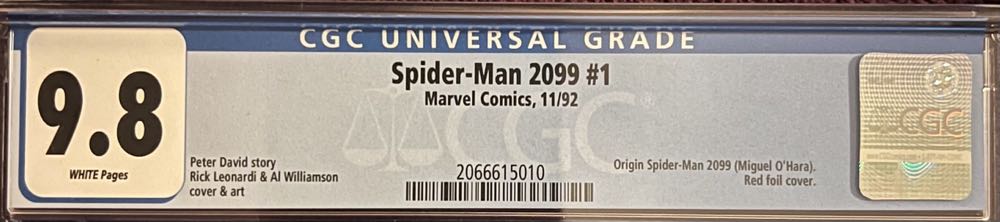 CGC UNIVERSAL GRADE
9.8
WHITE Pages
Spider-Man 2099 #1
Marvel Comics, 11/92
CGC
Peter David story
Rick Leonardi & Al Williamson
cover & art
2066615010
Origin Spider-Man 2099 (Miguel O'Hara).
Red foil cover.
CGC